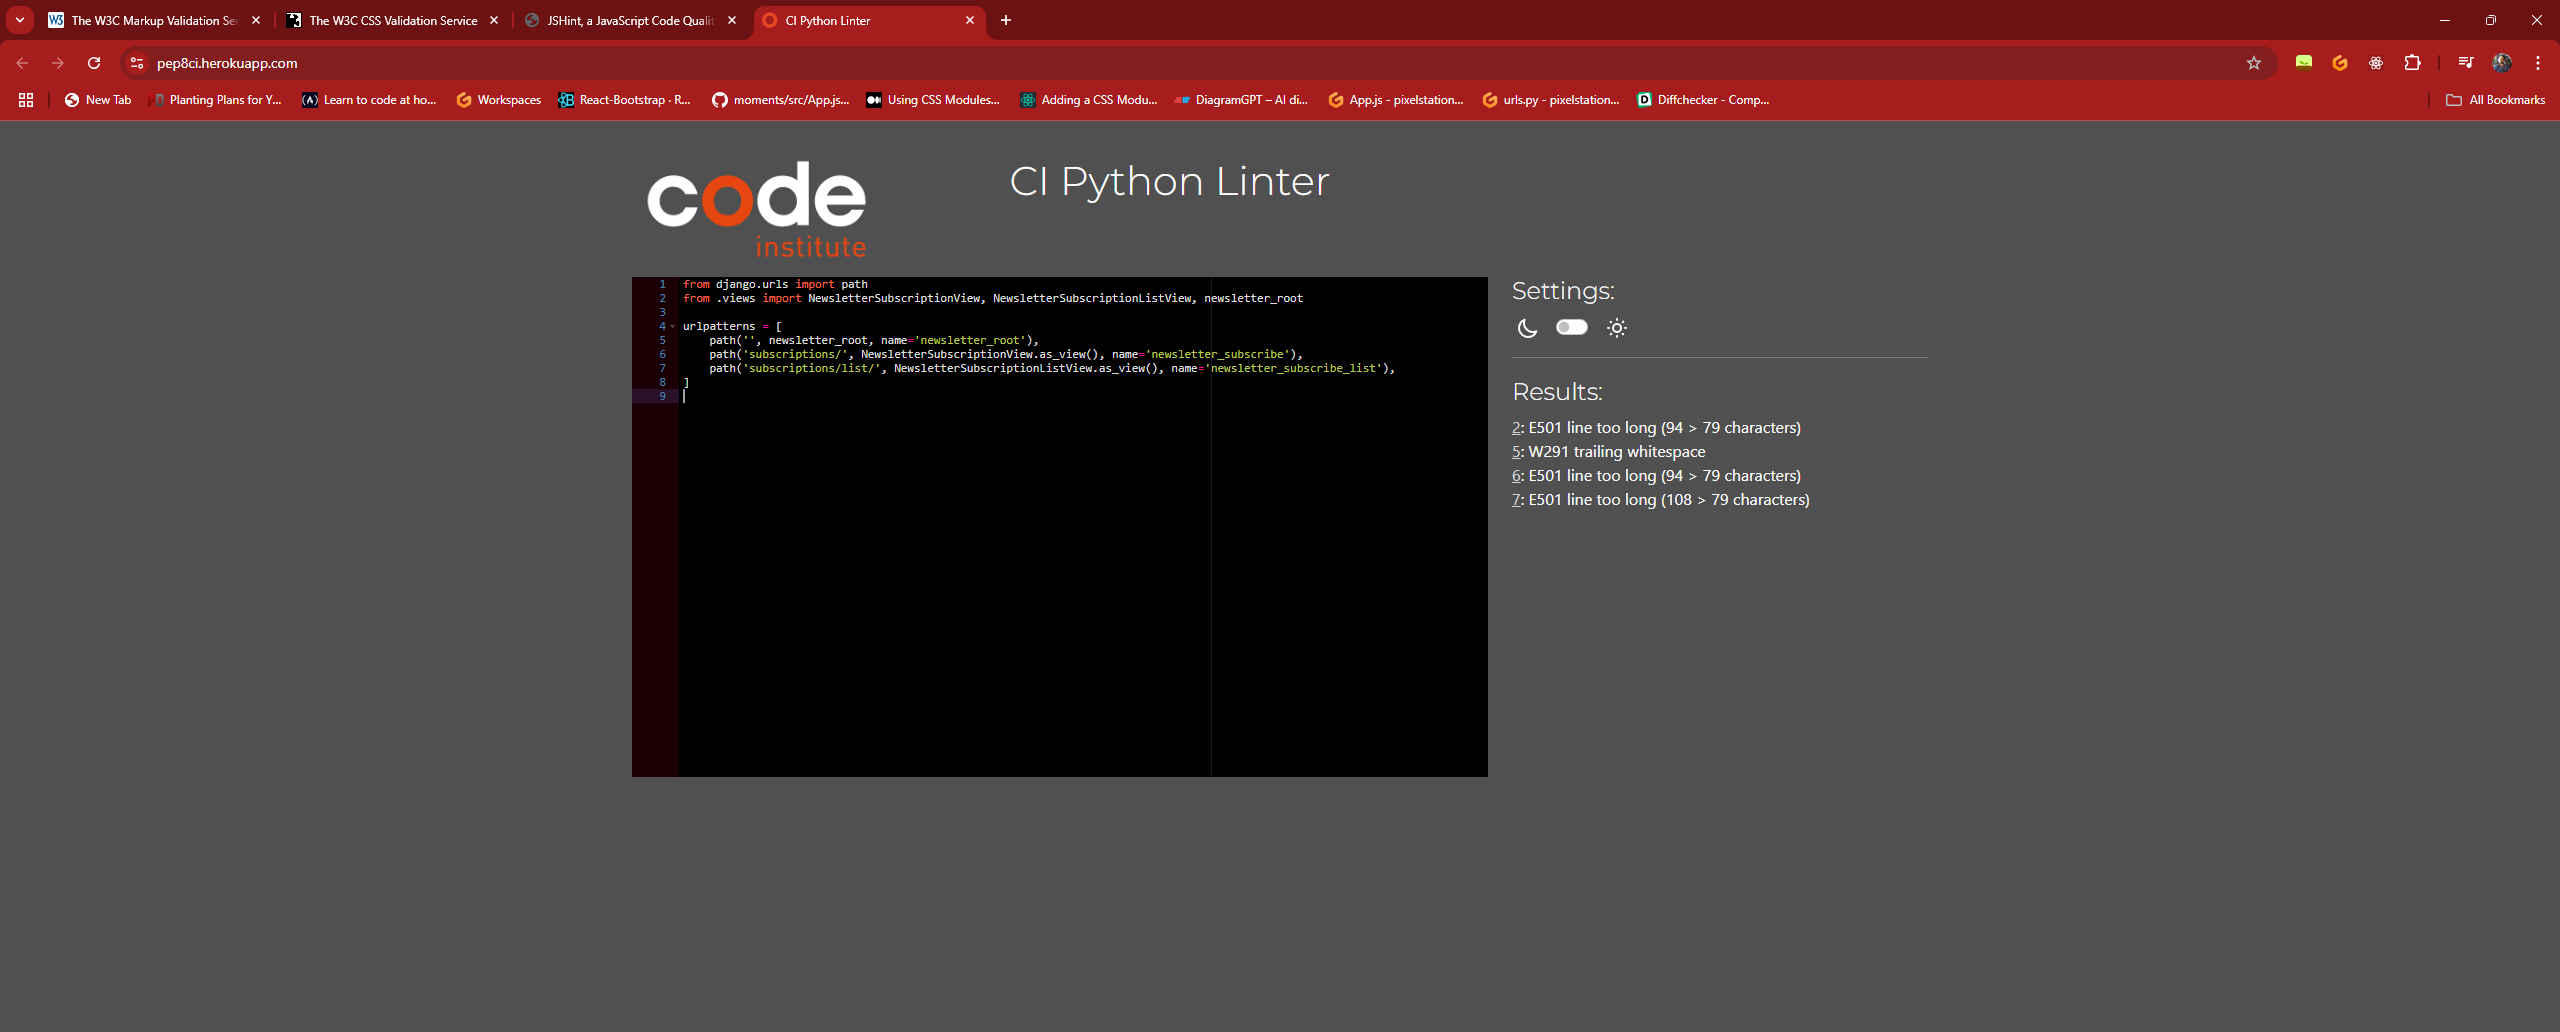 The W3C Markup Validation Se
The W3C CSS Validation Service
JSHint, a JavaScript Code Qualit
CI Python Linter
pep8ci.herokuapp.com
New Tab
Planting Plans for Y...
Learn to code at ho...
Workspaces
React-Bootstrap · R...
moments/src/App.js...
Using CSS Modules...
Adding a CSS Modu...
DiagramGPT – AI di...
App.js - pixelstation...
urls.py - pixelstation...
Diffchecker - Comp...
All Bookmarks
code
institute
CI Python Linter
1 from django.urls import path
2 from .views import NewsletterSubscriptionView, NewsletterSubscriptionListView, newsletter_root
3
4 urlpatterns = [
5     path('', newsletter_root, name='newsletter_root'),
6     path('subscriptions/', NewsletterSubscriptionView.as_view(), name='newsletter_subscribe'),
7     path('subscriptions/list/', NewsletterSubscriptionListView.as_view(), name='newsletter_subscribe_list'),
8 ]
9
Settings:
Results:
2: E501 line too long (94 > 79 characters)
5: W291 trailing whitespace
6: E501 line too long (94 > 79 characters)
7: E501 line too long (108 > 79 characters)